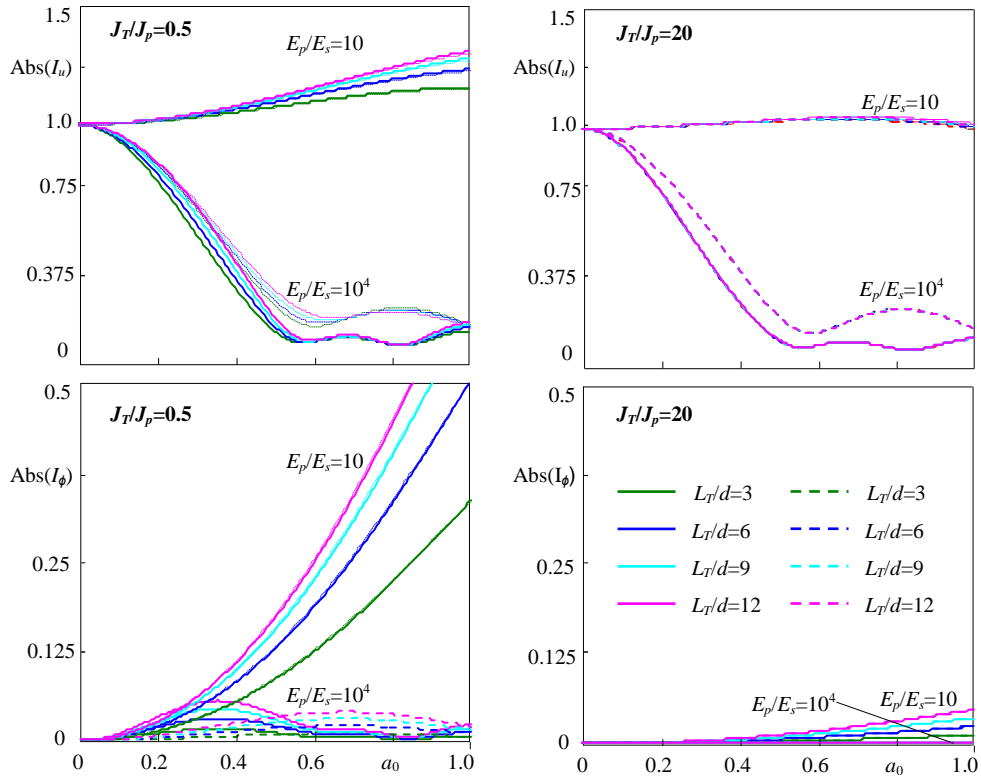 1.5
J_T/J_p=0.5
E_p/E_s=10
Abs(I_u)
1.0
0.75
0.375
E_p/E_s=10^4
0
1.5
J_T/J_p=20
Abs(I_u)
E_p/E_s=10
1.0
0.75
0.375
E_p/E_s=10^4
0
0.5
J_T/J_p=0.5
E_p/E_s=10
Abs(I_ϕ)
0.25
0.125
E_p/E_s=10^4
0
0 0.2 0.4 0.6 a_0 1.0
0.5
J_T/J_p=20
Abs(I_ϕ)
L_T/d=3 L_T/d=3
L_T/d=6 L_T/d=6
0.25
L_T/d=9 L_T/d=9
L_T/d=12 L_T/d=12
0.125
E_p/E_s=10^4 E_p/E_s=10
0
0 0.2 0.4 0.6 a_0 1.0